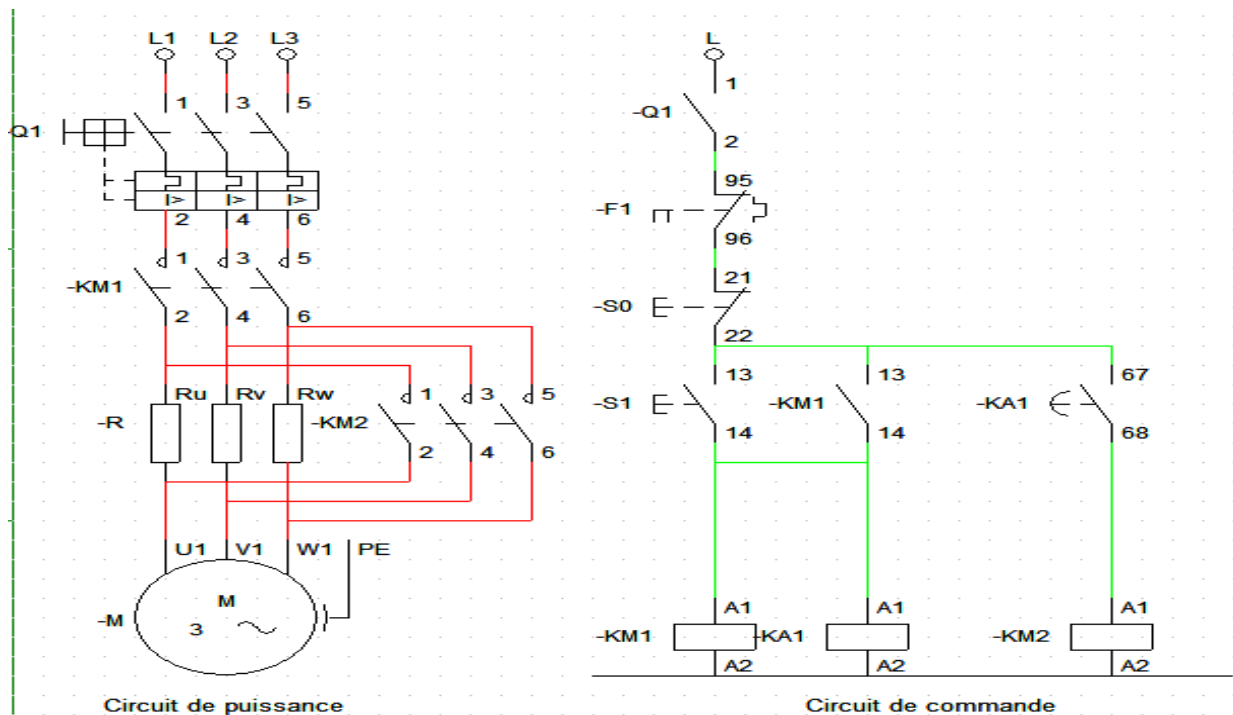 L1 L2 L3
1 3 5
-Q1
I> I> I>
2 4 6
1 3 5
-KM1
2 4 6
Ru Rv Rw
-R
1 3 5
-KM2
2 4 6
U1 V1 W1 PE
M
-M
3
Circuit de puissance
L
1
-Q1
2
95
-F1
96
21
-S0
22
13 13 67
-S1 -KM1 -KA1
14 14 68
A1 A1 A1
-KM1 -KA1 -KM2
A2 A2 A2
Circuit de commande